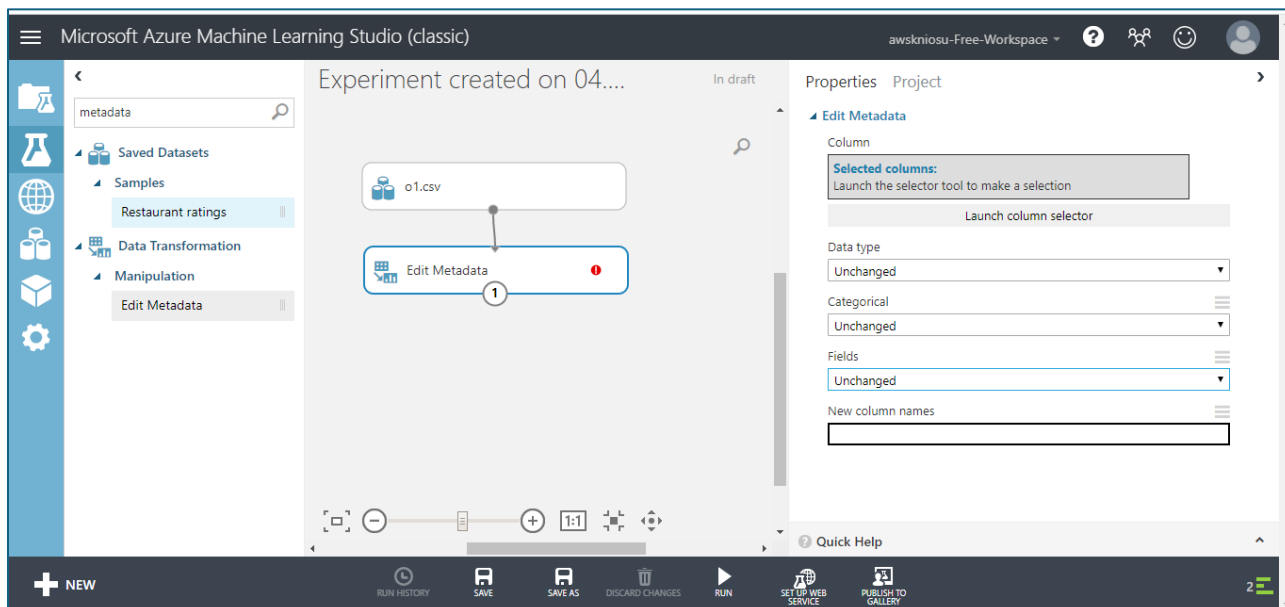 Microsoft Azure Machine Learning Studio (classic)
awskniosu-Free-Workspace
?
metadata
Saved Datasets
Samples
Restaurant ratings
Data Transformation
Manipulation
Edit Metadata
Experiment created on 04....
In draft
o1.csv
Edit Metadata
1
1:1
Properties Project
Edit Metadata
Column
Selected columns:
Launch the selector tool to make a selection
Launch column selector
Data type
Unchanged
Categorical
Unchanged
Fields
Unchanged
New column names
Quick Help
NEW
RUN HISTORY
SAVE
SAVE AS
DISCARD CHANGES
RUN
SET UP WEB
SERVICE
PUBLISH TO
GALLERY
2